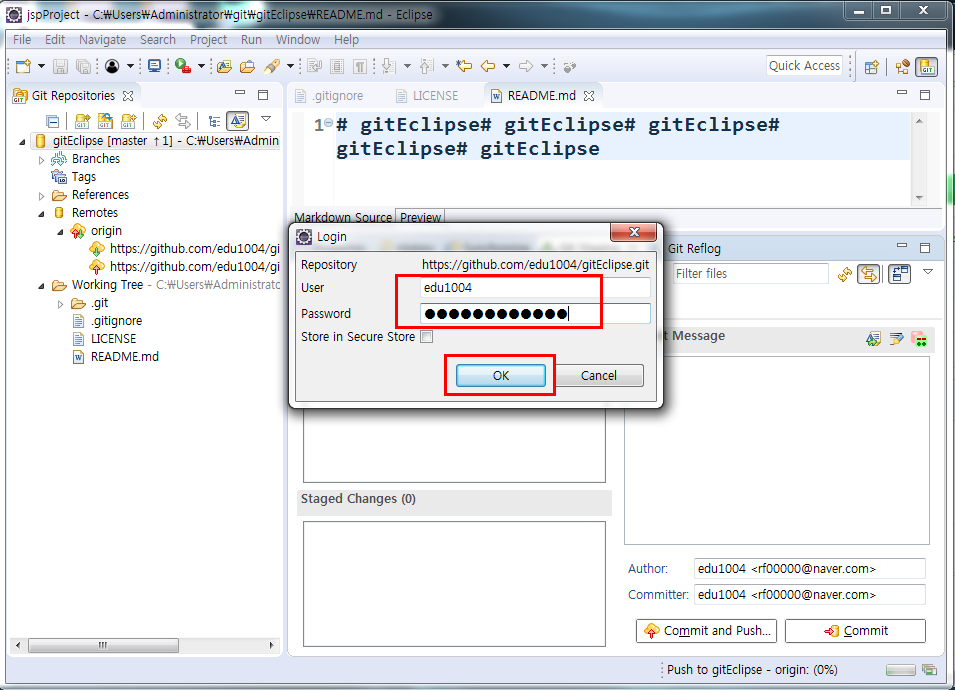 jspProject - C:₩Users₩Administrator₩git₩gitEclipse₩README.md - Eclipse
File Edit Navigate Search Project Run Window Help
Quick Access
Git Repositories
.gitignore LICENSE README.md
gitEclipse [master ↑1] - C:₩Users₩Admin
Branches
Tags
References
Remotes
origin
https://github.com/edu1004/gi
https://github.com/edu1004/gi
Working Tree - C:₩Users₩Administrato
.git
.gitignore
LICENSE
README.md
1 # gitEclipse# gitEclipse# gitEclipse#
gitEclipse# gitEclipse
Markdown Source Preview
Login
Repository https://github.com/edu1004/gitEclipse.git
User edu1004
Password ●●●●●●●●●●●●
Store in Secure Store
OK Cancel
Git Reflog
Filter files
t Message
Staged Changes (0)
Author: edu1004 <rf00000@naver.com>
Committer: edu1004 <rf00000@naver.com>
Commit and Push... Commit
Push to gitEclipse - origin: (0%)